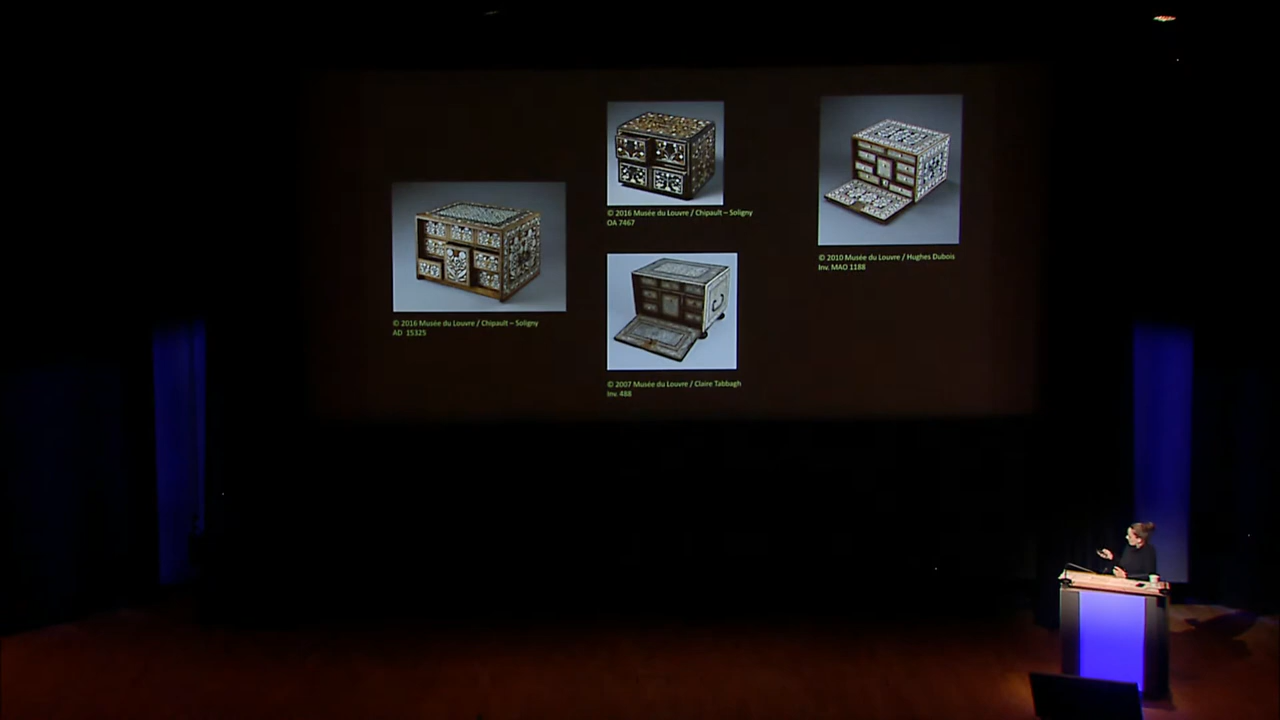 © 2016 Musée du Louvre / Chipault – Soligny
AD 15325
© 2016 Musée du Louvre / Chipault – Soligny
OA 7467
© 2007 Musée du Louvre / Claire Tabbagh
Inv. 488
© 2010 Musée du Louvre / Hughes Dubois
Inv. MAO 1188